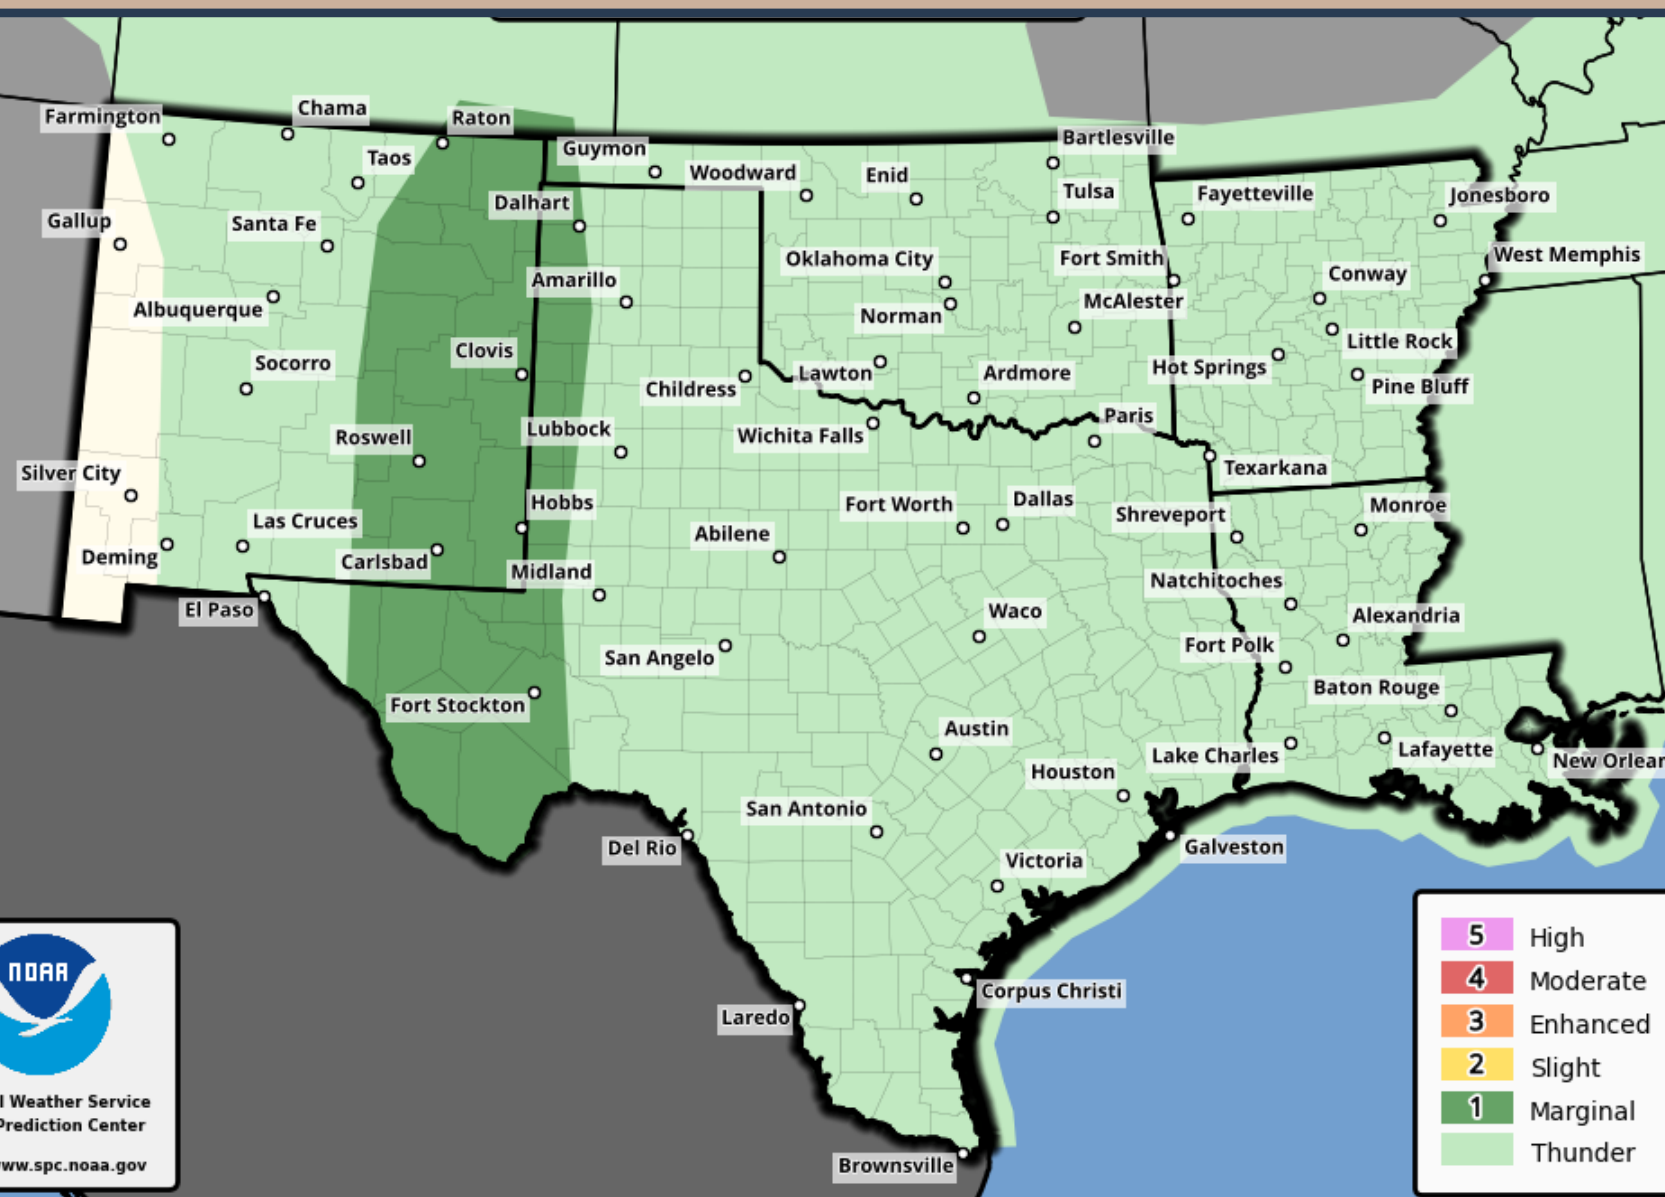 Chama
Farmington
Raton
Bartlesville
Guymon
Taos
Woodward
Enid
Tulsa
Fayetteville
Jonesboro
Dalhart
Gallup
Santa Fe
Oklahoma City
Fort Smith
West Memphis
Amarillo
Conway
McAlester
Albuquerque
Norman
Little Rock
Clovis
Socorro
Hot Springs
Lawton
Ardmore
Childress
Pine Bluff
Paris
Lubbock
Roswell
Wichita Falls
Texarkana
Silver City
Hobbs
Fort Worth
Dallas
Shreveport
Monroe
Las Cruces
Abilene
Deming
Carlsbad
Midland
Natchitoches
El Paso
Waco
Alexandria
Fort Polk
San Angelo
Baton Rouge
Fort Stockton
Austin
Lake Charles
Lafayette
New Orlean
Houston
San Antonio
Del Rio
Galveston
Victoria
Corpus Christi
Laredo
Brownsville
NOAA
l Weather Service
Prediction Center
ww.spc.noaa.gov
5 High
4 Moderate
3 Enhanced
2 Slight
1 Marginal
Thunder